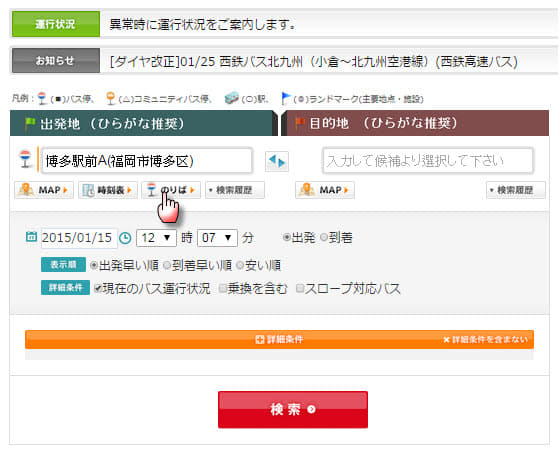 運行状況 異常時に運行状況をご案内します。
お知らせ [ダイヤ改正]01/25 西鉄バス北九州（小倉～北九州空港線）(西鉄高速バス)
凡例： (■)バス停、 (△)コミュニティバス停、 (○)駅、 (◎)ランドマーク(主要地点・施設)
出発地 （ひらがな推奨） 目的地 （ひらがな推奨）
博多駅前A(福岡市博多区) 入力して候補より選択して下さい
MAP 時刻表 のりば 検索履歴 MAP 検索履歴
2015/01/15 12 時 07 分 出発 到着
表示順 出発早い順 到着早い順 安い順
詳細条件 現在のバス運行状況 乗換を含む スロープ対応バス
詳細条件 ×詳細条件を含まない
検索